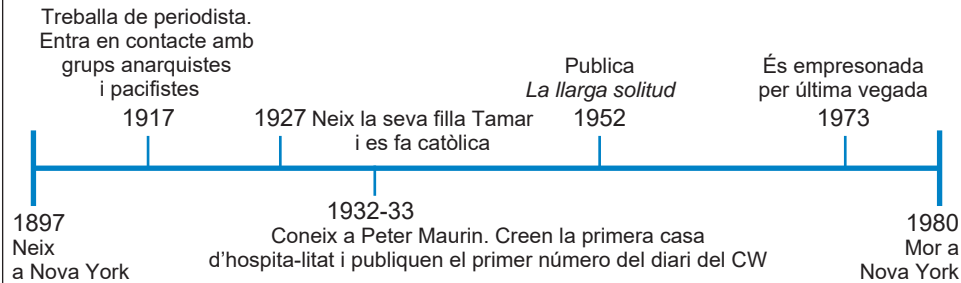 Treballa de periodista.
Entra en contacte amb
grups anarquistes
i pacifistes
1917
1927 Neix la seva filla Tamar
i es fa catòlica
Publica
La llarga solitud
1952
És empresonada
per última vegada
1973
1897
Neix
a Nova York
1932-33
Coneix a Peter Maurin. Creen la primera casa
d’hospita-litat i publiquen el primer número del diari del CW
1980
Mor a
Nova York